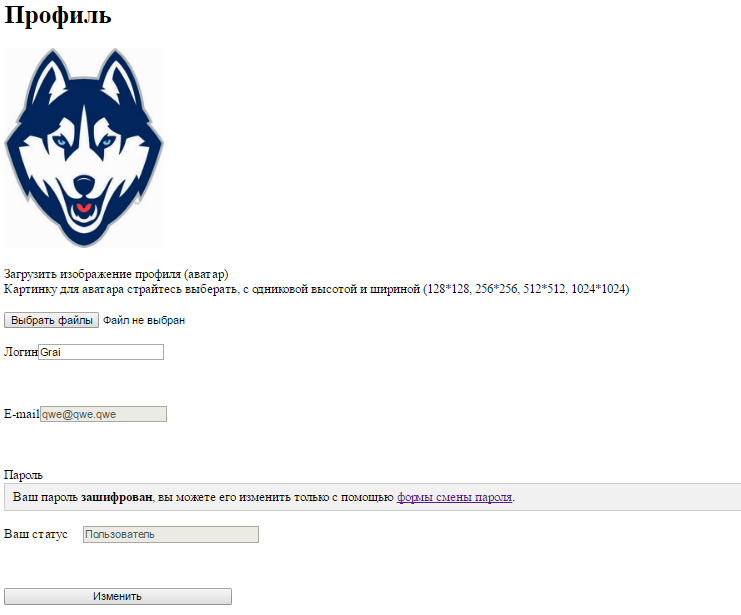 Профиль
Загрузить изображение профиля (аватар)
Картинку для аватара страйтесь выберать, с одниковой высотой и шириной (128*128, 256*256, 512*512, 1024*1024)
Выбрать файлы Файл не выбран
Логин Grai
E-mail qwe@qwe.qwe
Пароль
Ваш пароль зашифрован, вы можете его изменить только с помощью формы смены пароля.
Ваш статус Пользователь
Изменить